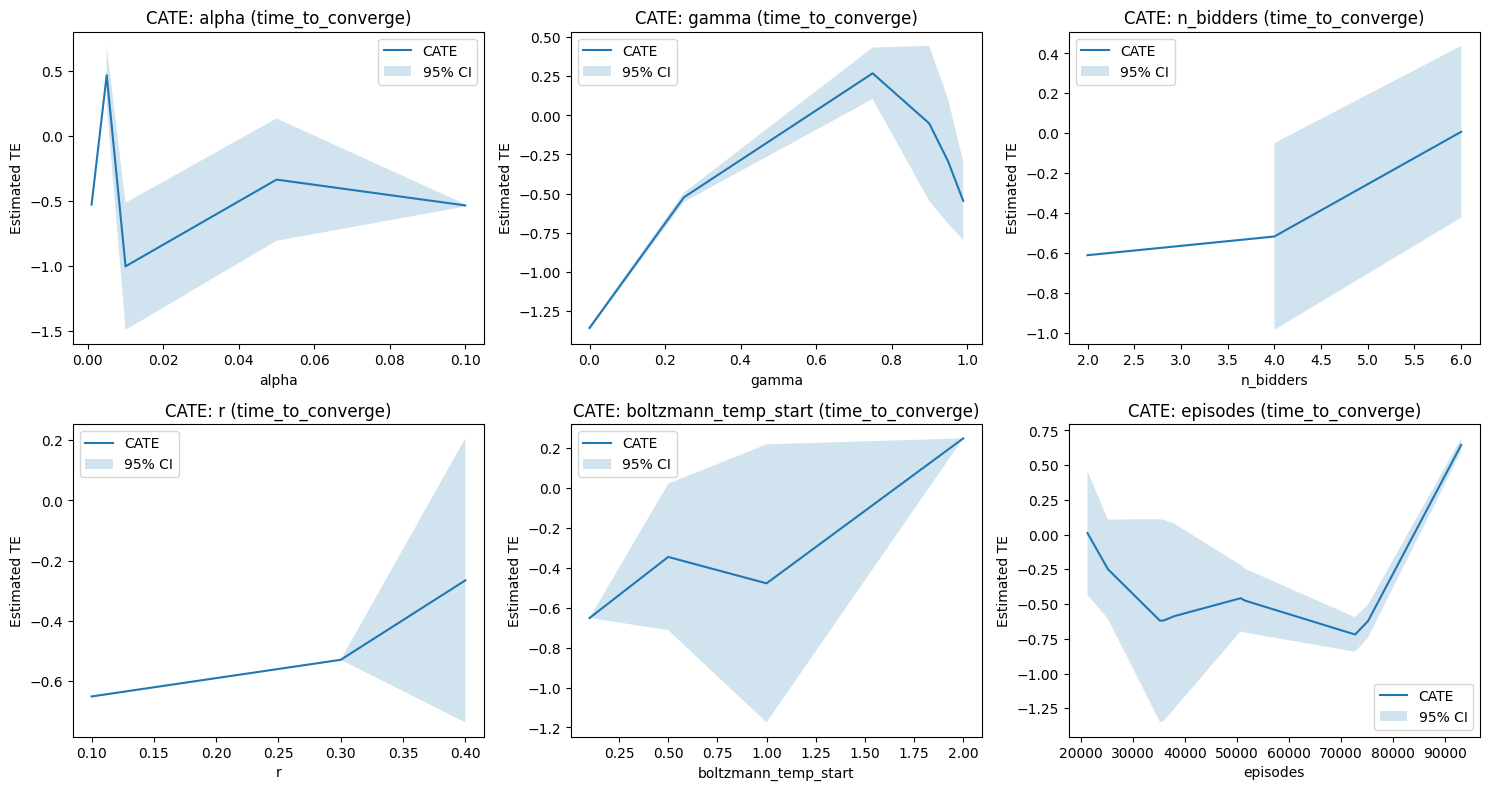 CATE: alpha (time_to_converge)
CATE
95% CI
Estimated TE
0.5
0.0
−0.5
−1.0
−1.5
0.00 0.02 0.04 0.06 0.08 0.10
alpha
CATE: gamma (time_to_converge)
CATE
95% CI
Estimated TE
0.50
0.25
0.00
−0.25
−0.50
−0.75
−1.00
−1.25
0.0 0.2 0.4 0.6 0.8 1.0
gamma
CATE: n_bidders (time_to_converge)
CATE
95% CI
Estimated TE
0.4
0.2
0.0
−0.2
−0.4
−0.6
−0.8
−1.0
2.0 2.5 3.0 3.5 4.0 4.5 5.0 5.5 6.0
n_bidders
CATE: r (time_to_converge)
CATE
95% CI
Estimated TE
0.2
0.0
−0.2
−0.4
−0.6
0.10 0.15 0.20 0.25 0.30 0.35 0.40
r
CATE: boltzmann_temp_start (time_to_converge)
CATE
95% CI
Estimated TE
0.2
0.0
−0.2
−0.4
−0.6
−0.8
−1.0
−1.2
0.25 0.50 0.75 1.00 1.25 1.50 1.75 2.00
boltzmann_temp_start
CATE: episodes (time_to_converge)
Estimated TE
0.75
0.50
0.25
0.00
−0.25
−0.50
−0.75
−1.00
−1.25
CATE
95% CI
20000 30000 40000 50000 60000 70000 80000 90000
episodes